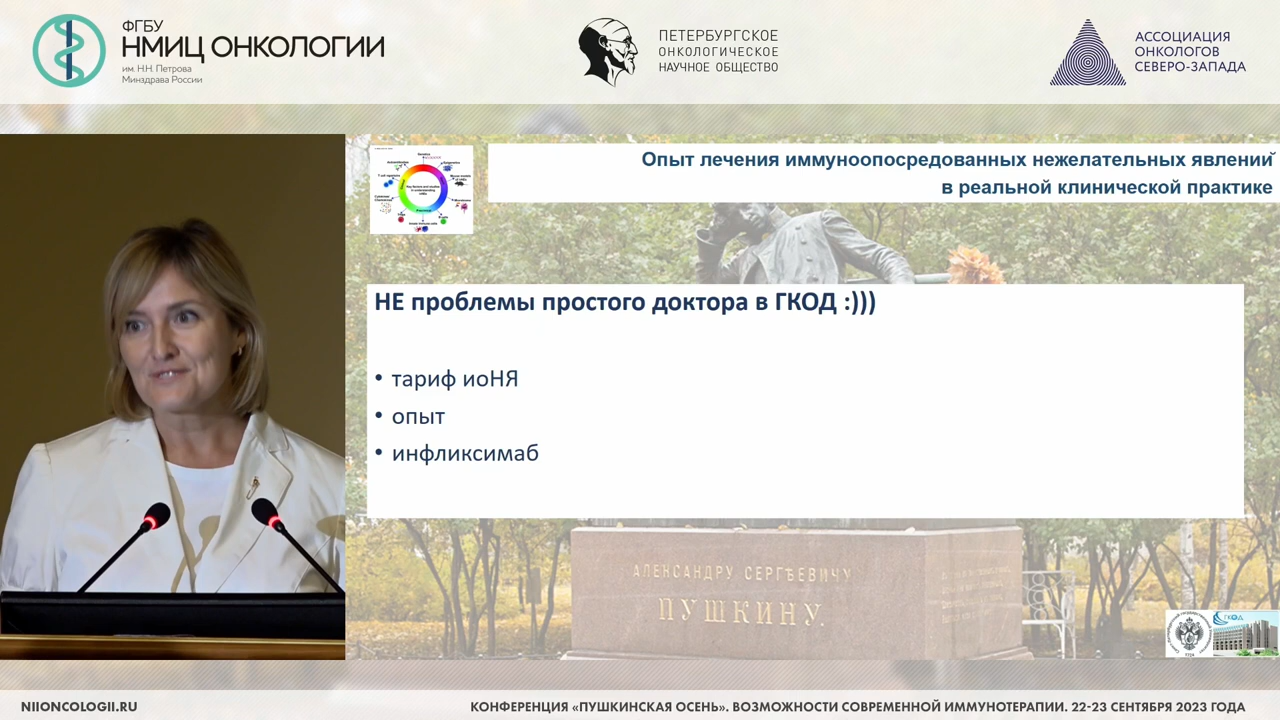 ФГБУ
НМИЦ ОНКОЛОГИИ
им. Н.Н. Петрова
Минздрава России
ПЕТЕРБУРГСКОЕ
ОНКОЛОГИЧЕСКОЕ
НАУЧНОЕ ОБЩЕСТВО
АССОЦИАЦИЯ
ОНКОЛОГОВ
СЕВЕРО-ЗАПАДА
Опыт лечения иммуноопосредованных нежелательных явлений
в реальной клинической практике
НЕ проблемы простого доктора в ГКОД :)))
• тариф иоНЯ
• опыт
• инфликсимаб
АЛЕКСАНДРУ СЕРГѢЕВИЧУ
ПУШКИНУ.
ГКОД
NIIONCOLOGII.RU
КОНФЕРЕНЦИЯ «ПУШКИНСКАЯ ОСЕНЬ». ВОЗМОЖНОСТИ СОВРЕМЕННОЙ ИММУНОТЕРАПИИ. 22-23 СЕНТЯБРЯ 2023 ГОДА